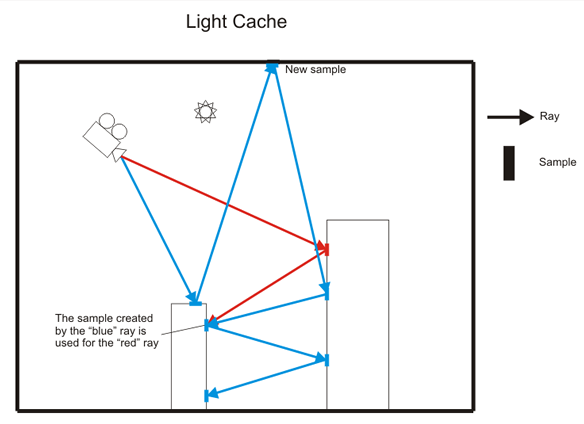 Light Cache
New sample
Ray
Sample
The sample created
by the “blue” ray is
used for the “red” ray